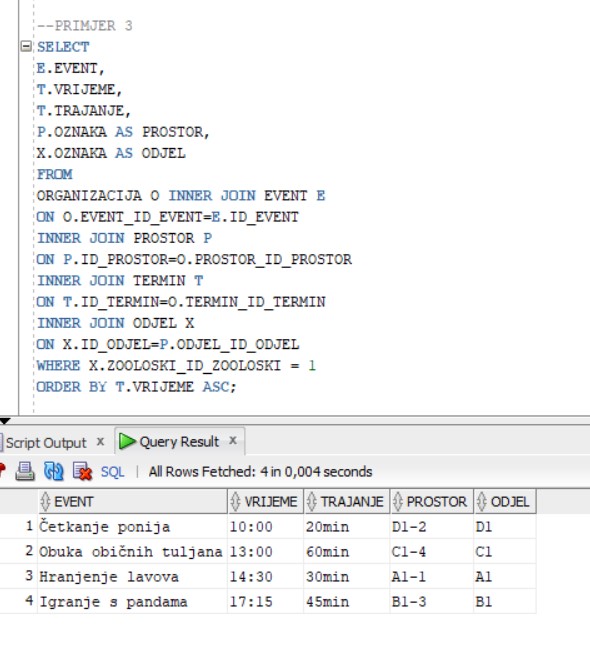 --PRIMJER 3
SELECT
E.EVENT,
T.VRIJEME,
T.TRAJANJE,
P.OZNAKA AS PROSTOR,
X.OZNAKA AS ODJEL
FROM
ORGANIZACIJA O INNER JOIN EVENT E
ON O.EVENT_ID_EVENT=E.ID_EVENT
INNER JOIN PROSTOR P
ON P.ID_PROSTOR=O.PROSTOR_ID_PROSTOR
INNER JOIN TERMIN T
ON T.ID_TERMIN=O.TERMIN_ID_TERMIN
INNER JOIN ODJEL X
ON X.ID_ODJEL=P.ODJEL_ID_ODJEL
WHERE X.ZOOLOSKI_ID_ZOOLOSKI = 1
ORDER BY T.VRIJEME ASC;
Script Output x Query Result x
SQL | All Rows Fetched: 4 in 0,004 seconds
EVENT VRIJEME TRAJANJE PROSTOR ODJEL
1 Četkanje ponija 10:00 20min D1-2 D1
2 Obuka običnih tuljana 13:00 60min C1-4 C1
3 Hranjenje lavova 14:30 30min A1-1 A1
4 Igranje s pandama 17:15 45min B1-3 B1